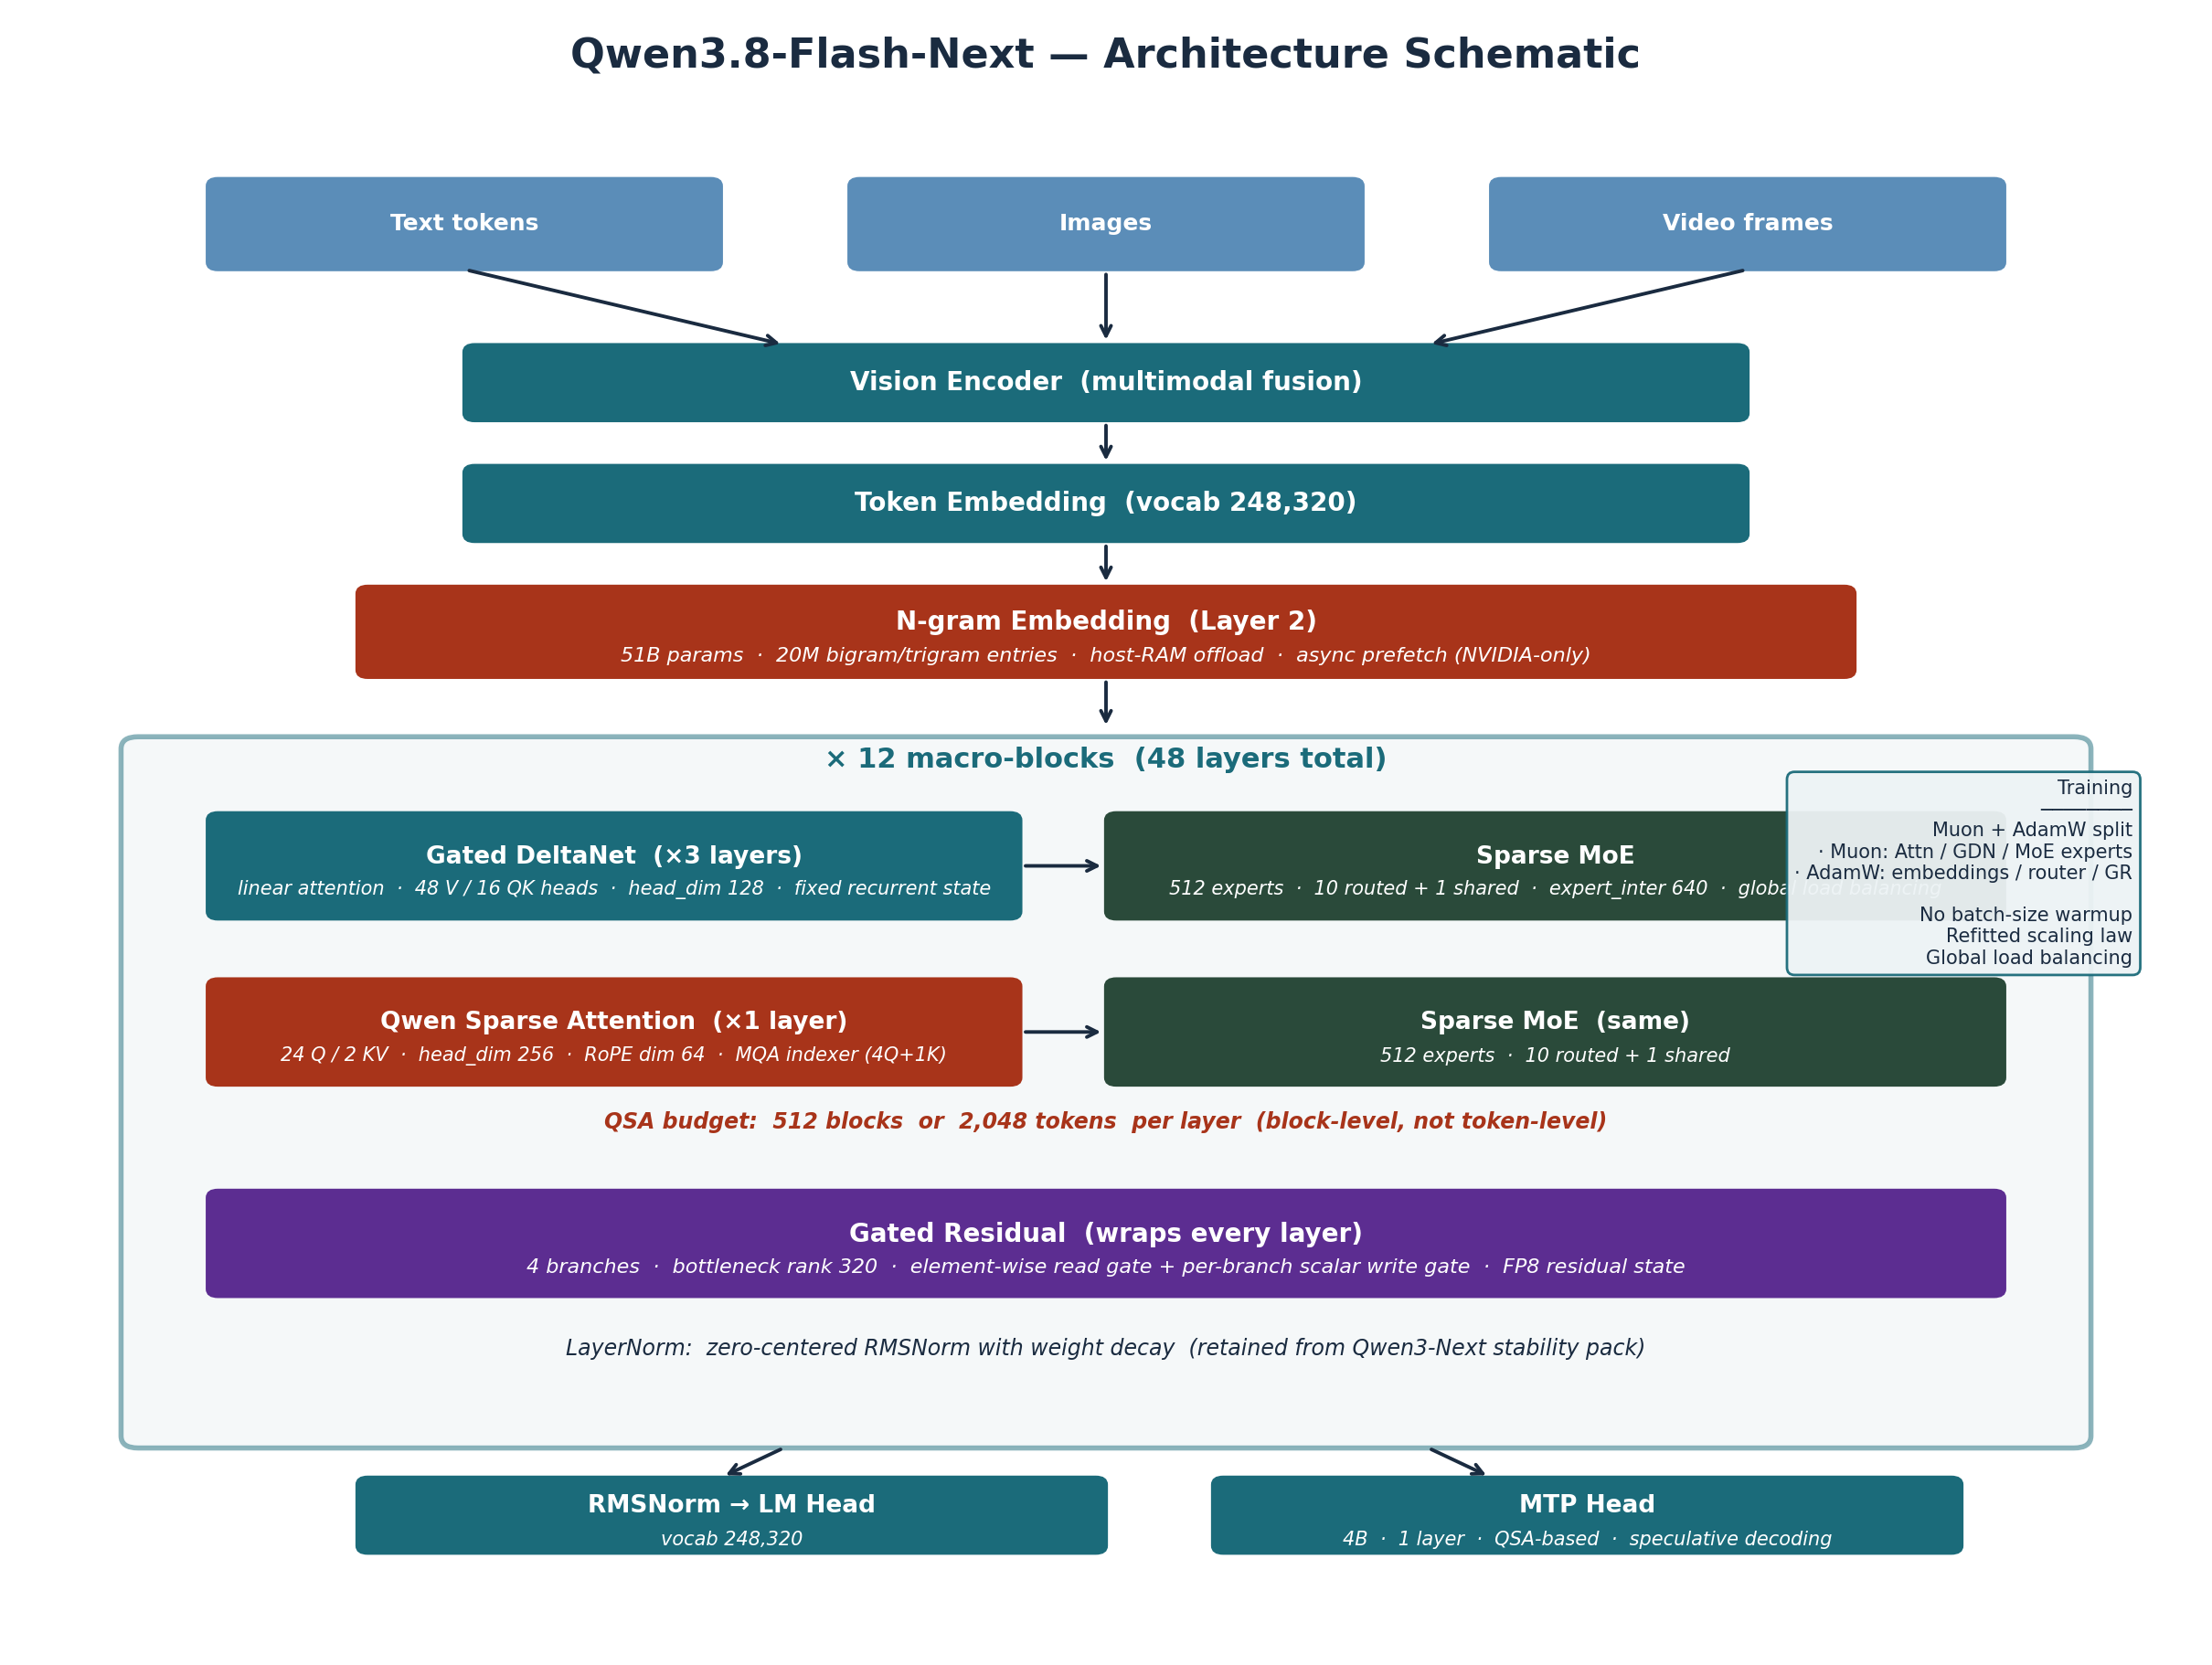 Qwen3.8-Flash-Next — Architecture Schematic
Text tokens
Images
Video frames
Vision Encoder (multimodal fusion)
Token Embedding (vocab 248,320)
N-gram Embedding (Layer 2)
51B params · 20M bigram/trigram entries · host-RAM offload · async prefetch (NVIDIA-only)
× 12 macro-blocks (48 layers total)
Gated DeltaNet (×3 layers)
linear attention · 48 V / 16 QK heads · head_dim 128 · fixed recurrent state
Sparse MoE
512 experts · 10 routed + 1 shared · expert_inter 640 · global load balancing
Training
Muon + AdamW split
· Muon: Attn / GDN / MoE experts
· AdamW: embeddings / router / GR
No batch-size warmup
Refitted scaling law
Global load balancing
Qwen Sparse Attention (×1 layer)
24 Q / 2 KV · head_dim 256 · RoPE dim 64 · MQA indexer (4Q+1K)
Sparse MoE (same)
512 experts · 10 routed + 1 shared
QSA budget: 512 blocks or 2,048 tokens per layer (block-level, not token-level)
Gated Residual (wraps every layer)
4 branches · bottleneck rank 320 · element-wise read gate + per-branch scalar write gate · FP8 residual state
LayerNorm: zero-centered RMSNorm with weight decay (retained from Qwen3-Next stability pack)
RMSNorm → LM Head
vocab 248,320
MTP Head
4B · 1 layer · QSA-based · speculative decoding